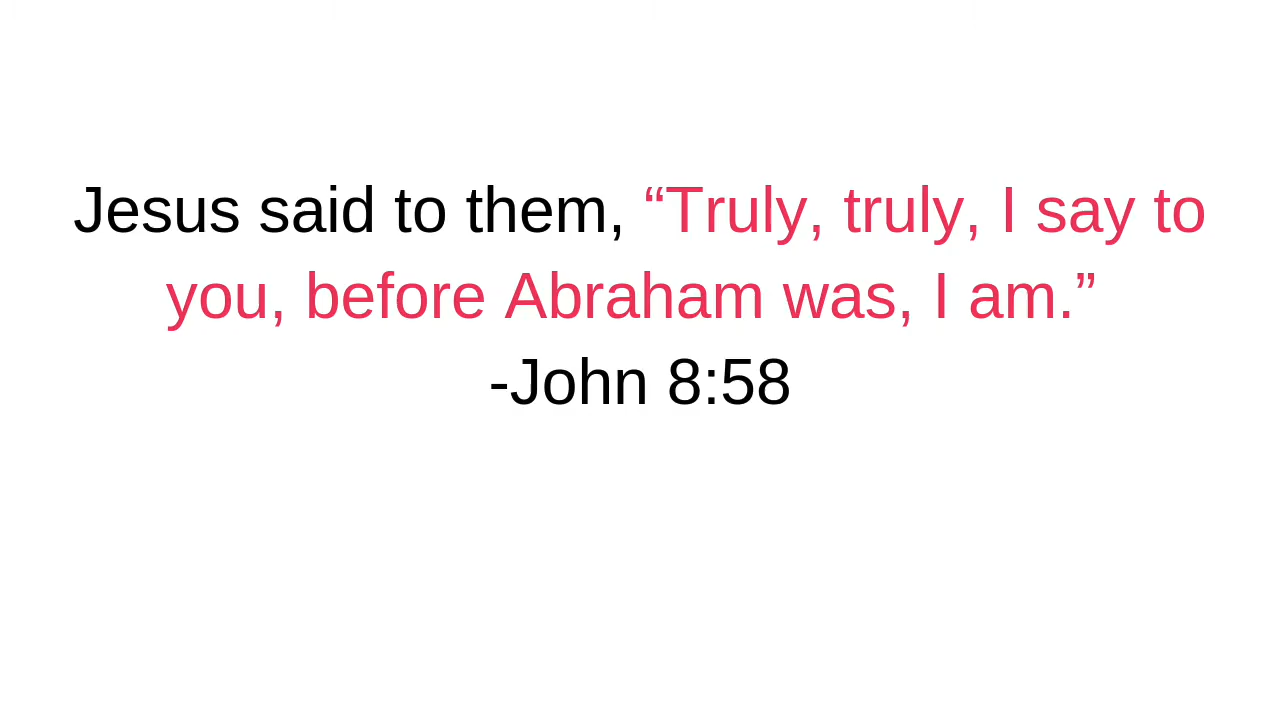 Jesus said to them, “Truly, truly, I say to
you, before Abraham was, I am.”
-John 8:58